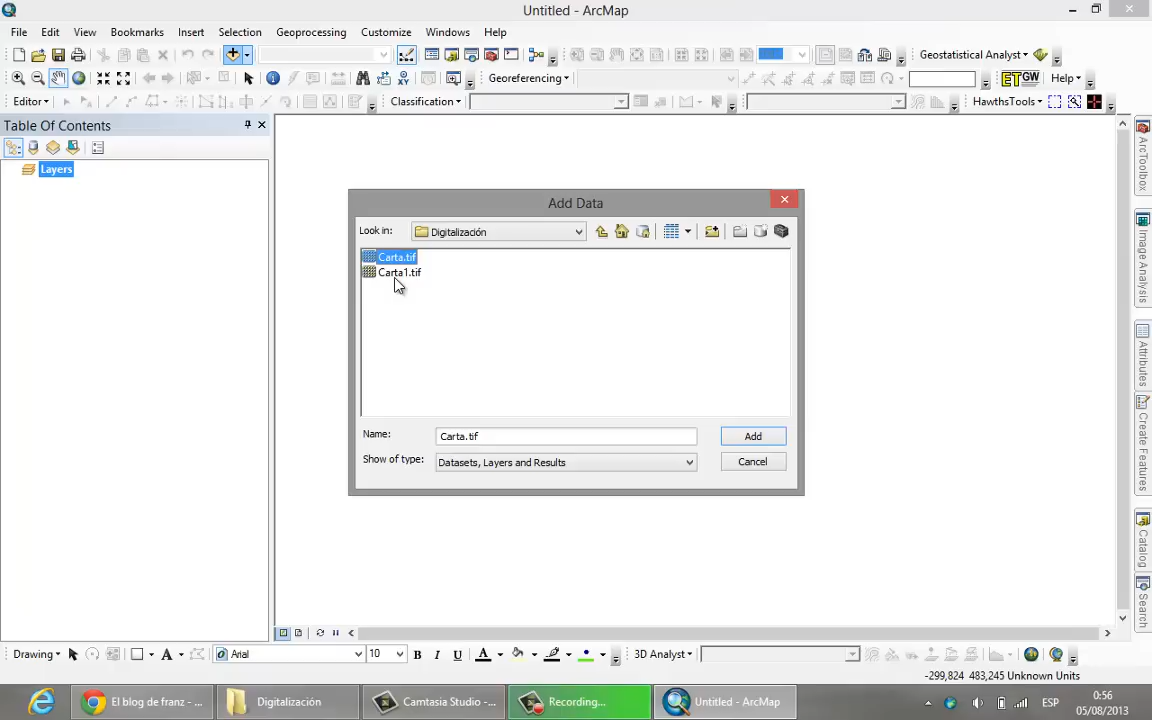 Untitled - ArcMap
File Edit View Bookmarks Insert Selection Geoprocessing Customize Windows Help
Geostatistical Analyst
Georeferencing ET GW Help
Editor Classification HawthsTools
Table Of Contents
Layers
Add Data
Look in: Digitalización
Carta.tif
Carta1.tif
Name: Carta.tif Add
Show of type: Datasets, Layers and Results Cancel
ArcToolbox
Image Analysis
Attributes
Create Features
Catalog
Search
Drawing A Arial 10 B I U A 3D Analyst
-299,824 483,245 Unknown Units
El blog de franz - ... Digitalización Camtasia Studio -... Recording... Untitled - ArcMap ESP 0:56
05/08/2013